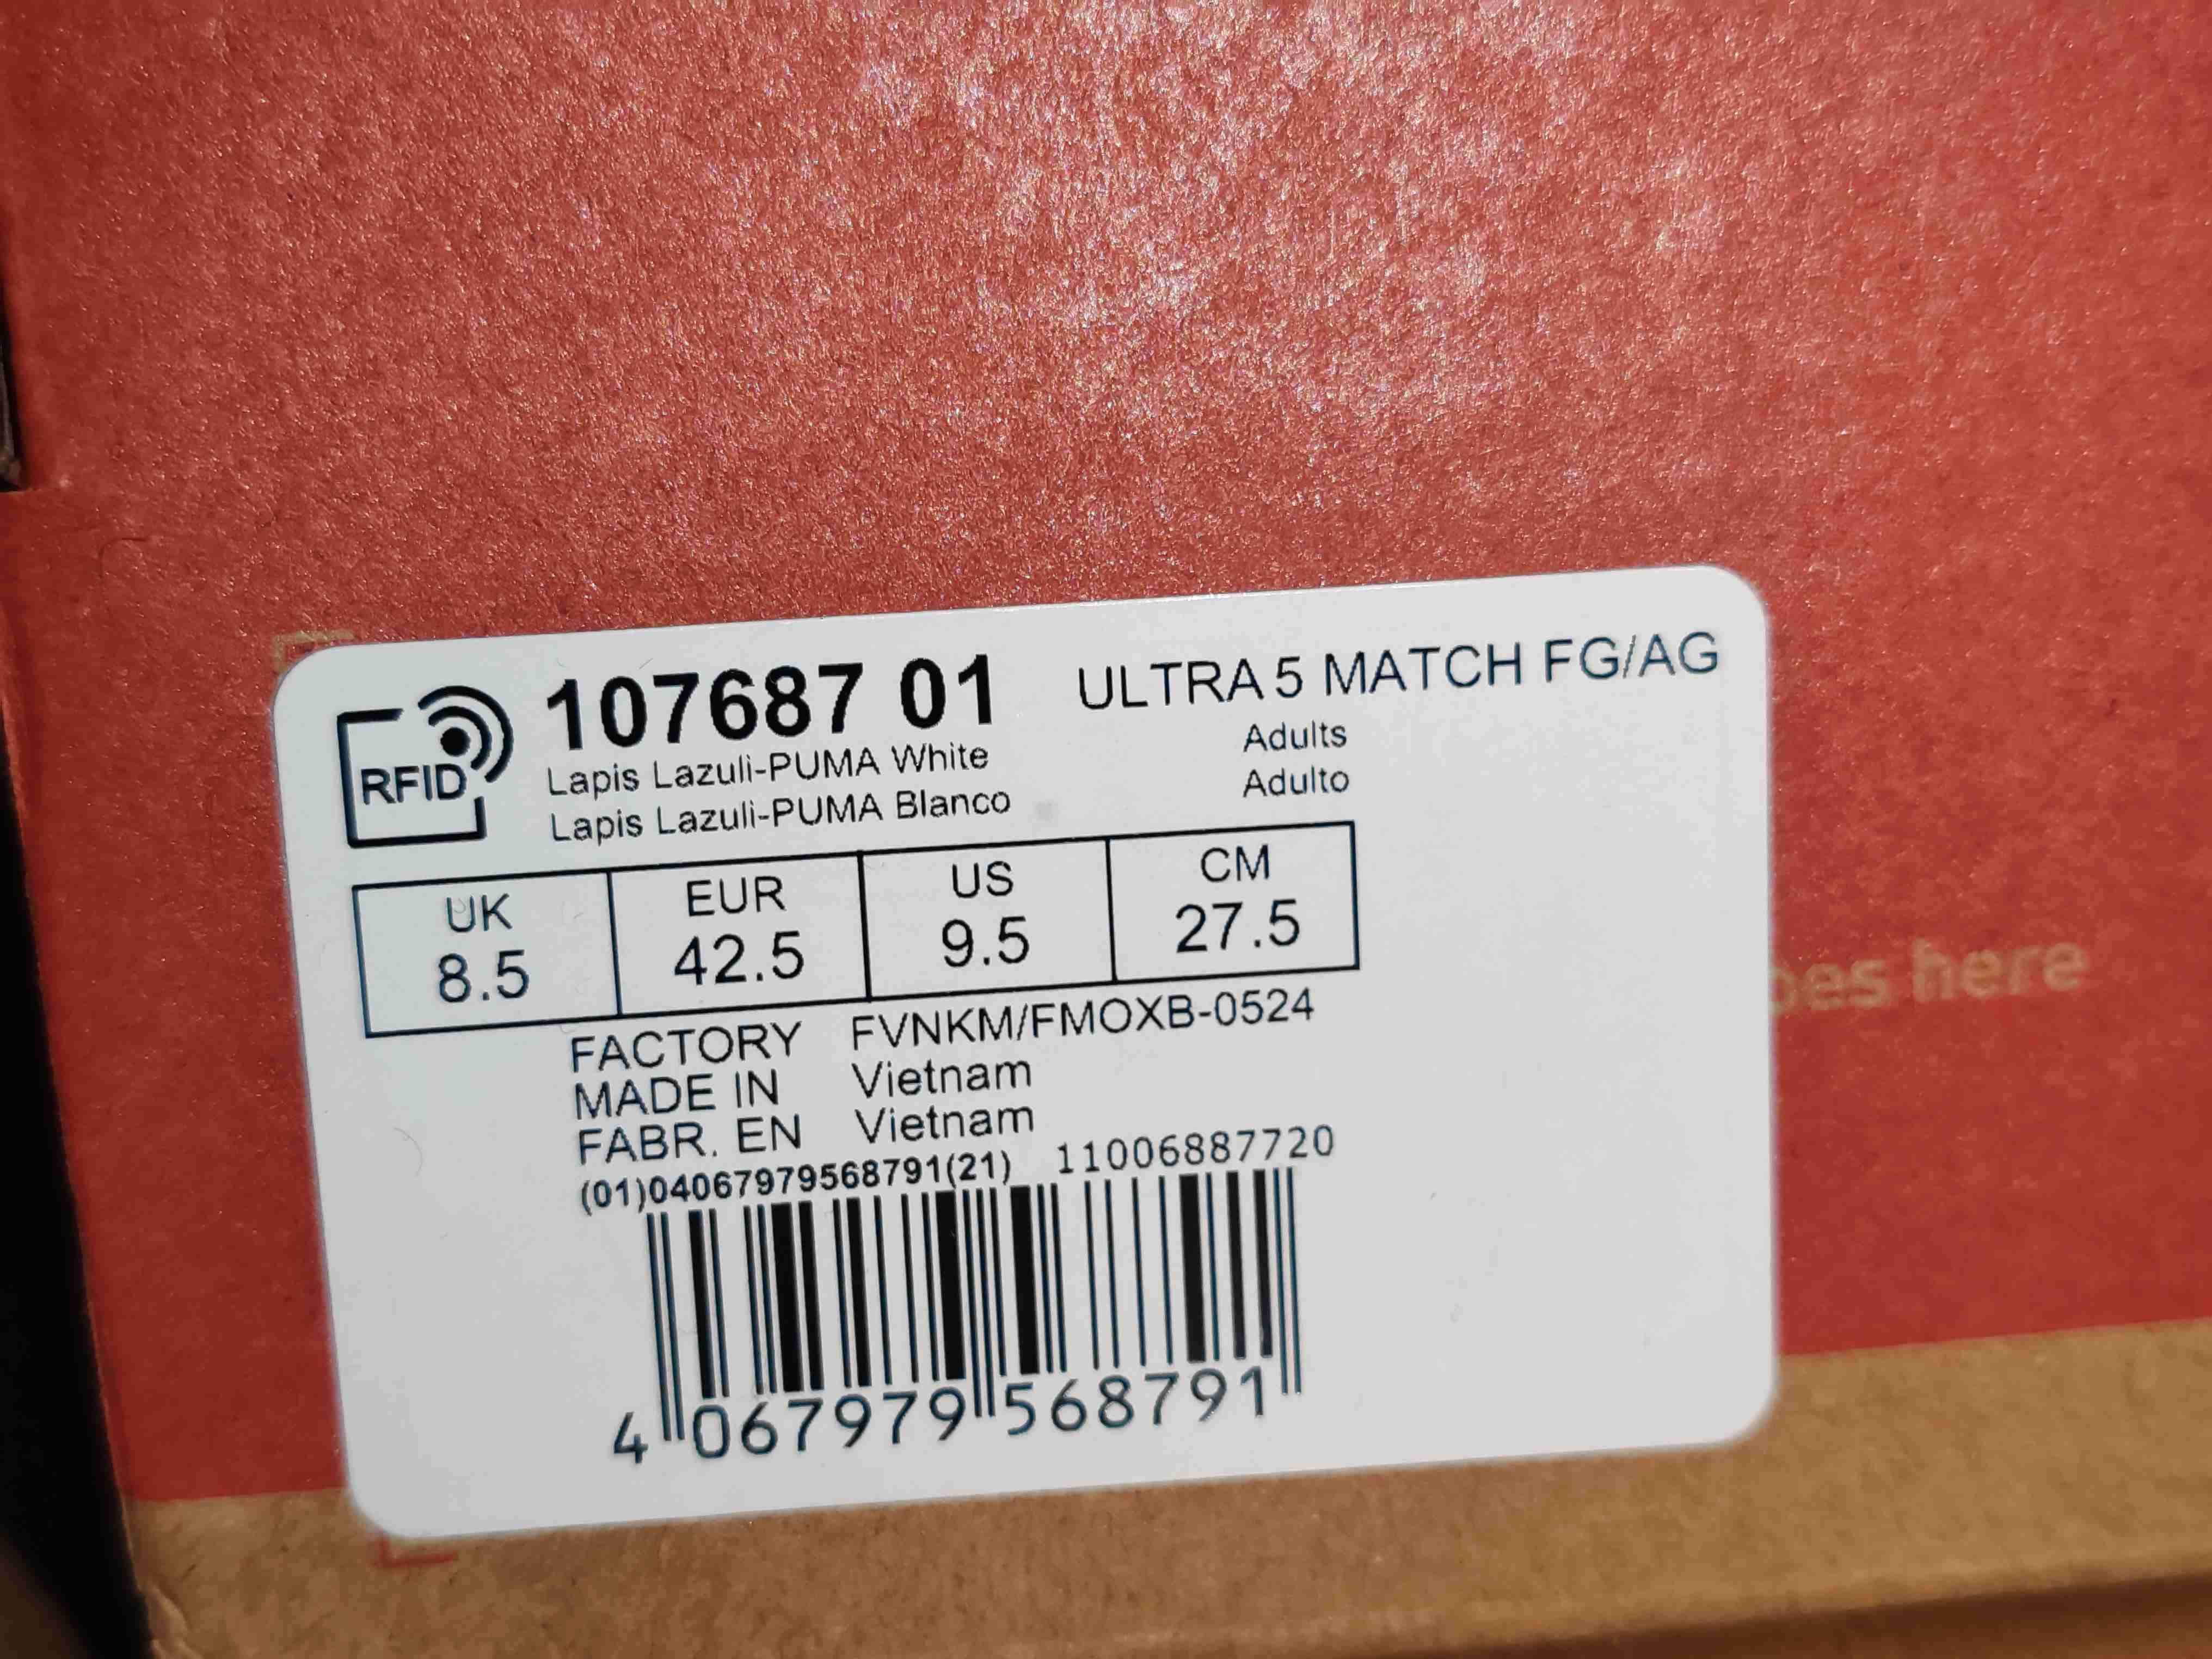 RFID
107687 01 ULTRA 5 MATCH FG/AG
Lapis Lazuli-PUMA White Adults
Lapis Lazuli-PUMA Blanco Adulto
UK EUR US CM
8.5 42.5 9.5 27.5
FACTORY FVNKM/FMOXB-0524
MADE IN Vietnam
FABR. EN Vietnam
(01)04067979568791(21) 11006887720
4 067979 568791
here